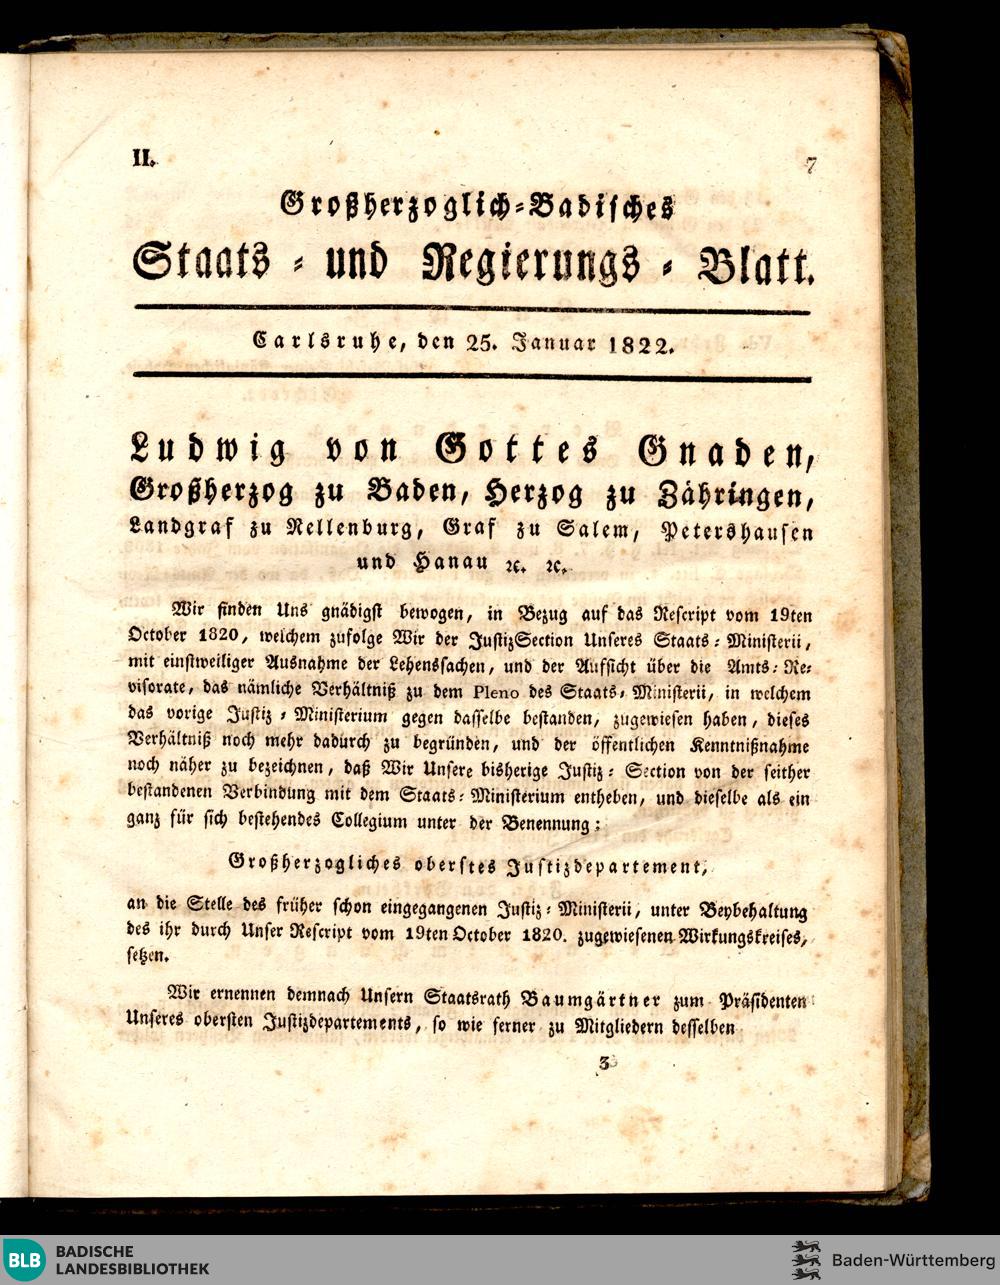 II.
7
Großherzoglich-Badisches
Staats- und Regierungs-Blatt.
Carlsruhe, den 25. Januar 1822.
Ludwig von Gottes Gnaden,
Großherzog zu Baden, Herzog zu Zähringen,
Landgraf zu Nellenburg, Graf zu Salem, Petershausen
und Hanau ꝛc. ꝛc.
Wir finden Uns gnädigst bewogen, in Bezug auf das Rescript vom 19ten
October 1820, welchem zufolge Wir der JustizSection Unseres Staats-Ministerii,
mit einstweiliger Ausnahme der Lehenssachen, und der Aufsicht über die Amts-Re-
visorate, das nämliche Verhältniß zu dem Pleno des Staats-Ministerii, in welchem
das vorige Justiz-Ministerium gegen dasselbe bestanden, zugewiesen haben, dieses
Verhältniß noch mehr dadurch zu begründen, und der öffentlichen Kenntnißnahme
noch näher zu bezeichnen, daß Wir Unsere bisherige Justiz-Section von der seither
bestandenen Verbindung mit dem Staats-Ministerium entheben, und dieselbe als ein
ganz für sich bestehendes Collegium unter der Benennung:
Großherzogliches oberstes Justizdepartement,
an die Stelle des früher schon eingegangenen Justiz-Ministerii, unter Beybehaltung
des ihr durch Unser Rescript vom 19ten October 1820. zugewiesenen Wirkungskreises,
setzen.
Wir ernennen demnach Unsern Staatsrath Baumgärtner zum Präsidenten
Unseres obersten Justizdepartements, so wie ferner zu Mitgliedern desselben
3
BLB BADISCHE
LANDESBIBLIOTHEK
Baden-Württemberg